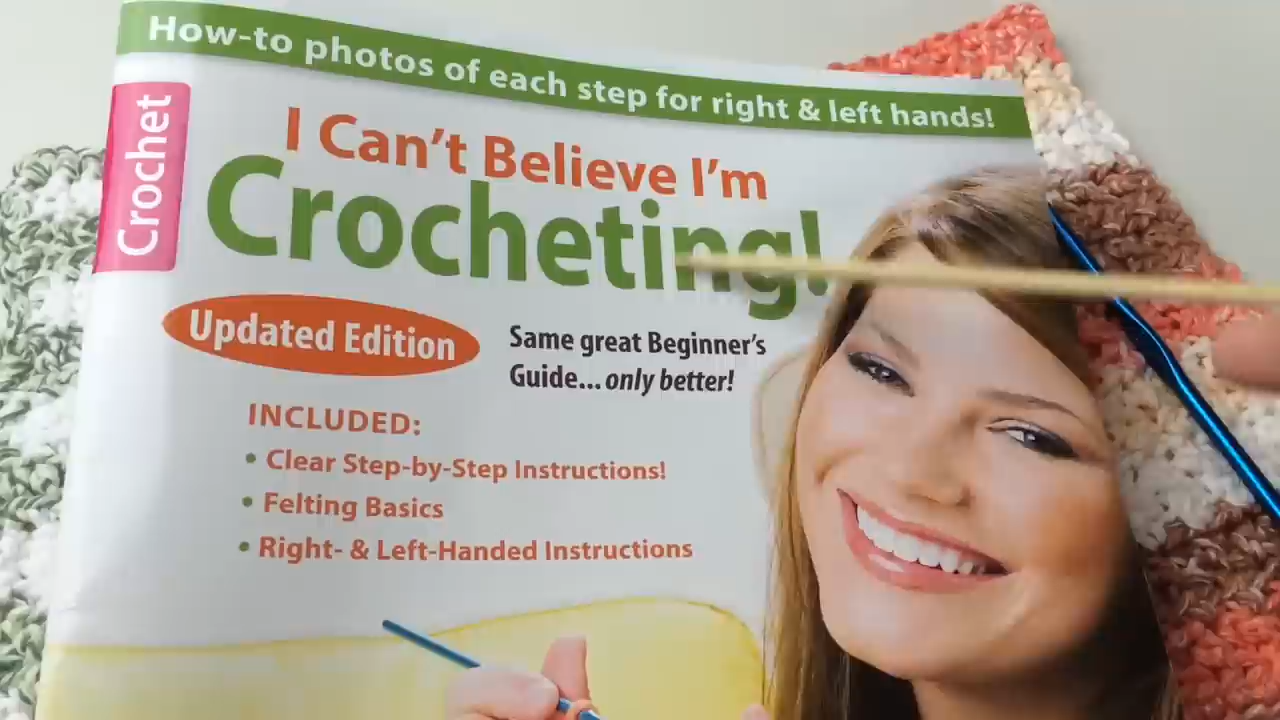 How-to photos of each step for right & left hands!
Crochet
I Can't Believe I'm
Crocheting!
Updated Edition
Same great Beginner's
Guide... only better!
INCLUDED:
• Clear Step-by-Step Instructions!
• Felting Basics
• Right- & Left-Handed Instructions